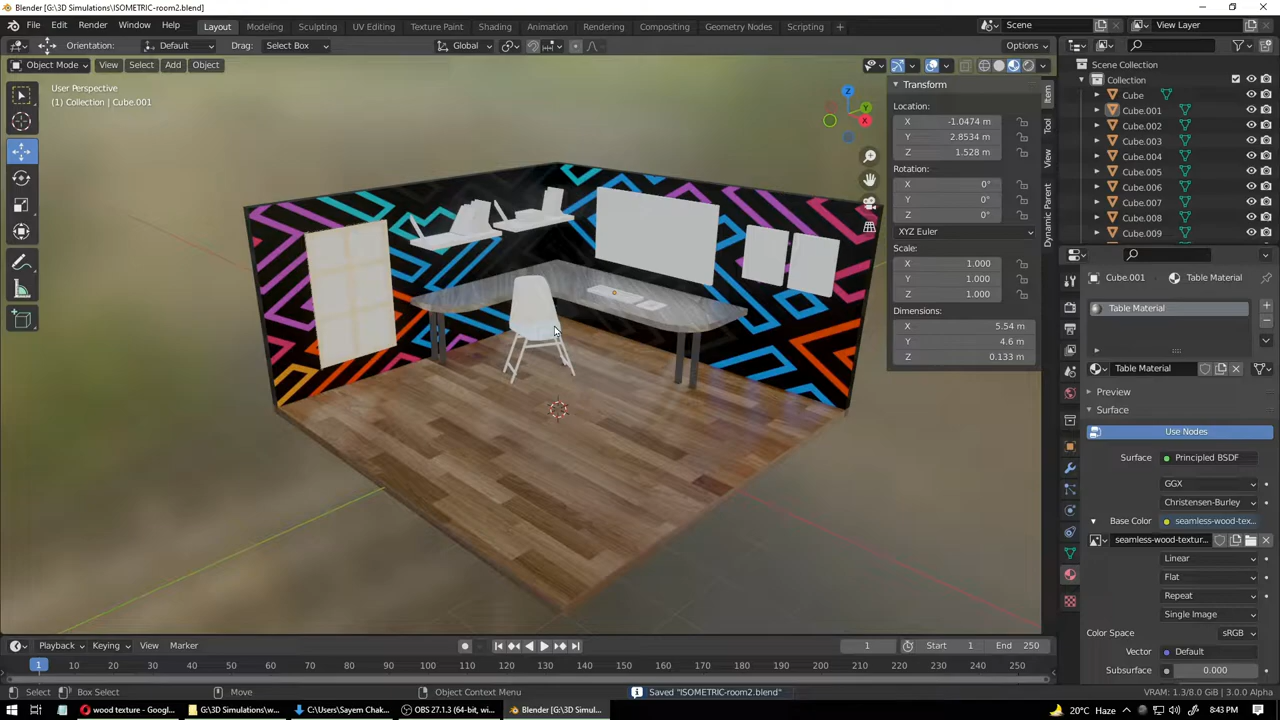 Blender [G:\3D Simulations\ISOMETRIC-room2.blend]
File Edit Render Window Help Layout Modeling Sculpting UV Editing Texture Paint Shading Animation Rendering Compositing Geometry Nodes Scripting + Scene View Layer
Orientation: Default Drag: Select Box Global Options
Object Mode View Select Add Object
User Perspective
(1) Collection | Cube.001
Z
Y
X
Transform
Location:
X -1.0474 m
Y 2.8534 m
Z 1.528 m
Rotation:
X 0°
Y 0°
Z 0°
XYZ Euler
Scale:
X 1.000
Y 1.000
Z 1.000
Dimensions:
X 5.54 m
Y 4.6 m
Z 0.133 m
Item
Tool
View
Dynamic Parent
Scene Collection
Collection
Cube
Cube.001
Cube.002
Cube.003
Cube.004
Cube.005
Cube.006
Cube.007
Cube.008
Cube.009
Cube.001 Table Material
Table Material
Table Material
Preview
Surface
Use Nodes
Surface Principled BSDF
GGX
Christensen-Burley
Base Color seamless-wood-tex...
seamless-wood-textur...
Linear
Flat
Repeat
Single Image
Color Space sRGB
Vector Default
Subsurface 0.000
Playback Keying View Marker 1 Start 1 End 250
1 10 20 30 40 50 60 70 80 90 100 110 120 130 140 150 160 170 180 190 200 210 220 230 240 250
Select Box Select Move Object Context Menu Saved "ISOMETRIC-room2.blend" VRAM: 1.3/8.0 GiB | 3.0.0 Alpha
wood texture - Googl... G:\3D Simulations\w... C:\Users\Sayem Chak... OBS 27.1.3 (64-bit, w... Blender [G:\3D Simul... 20°C Haze 8:43 PM